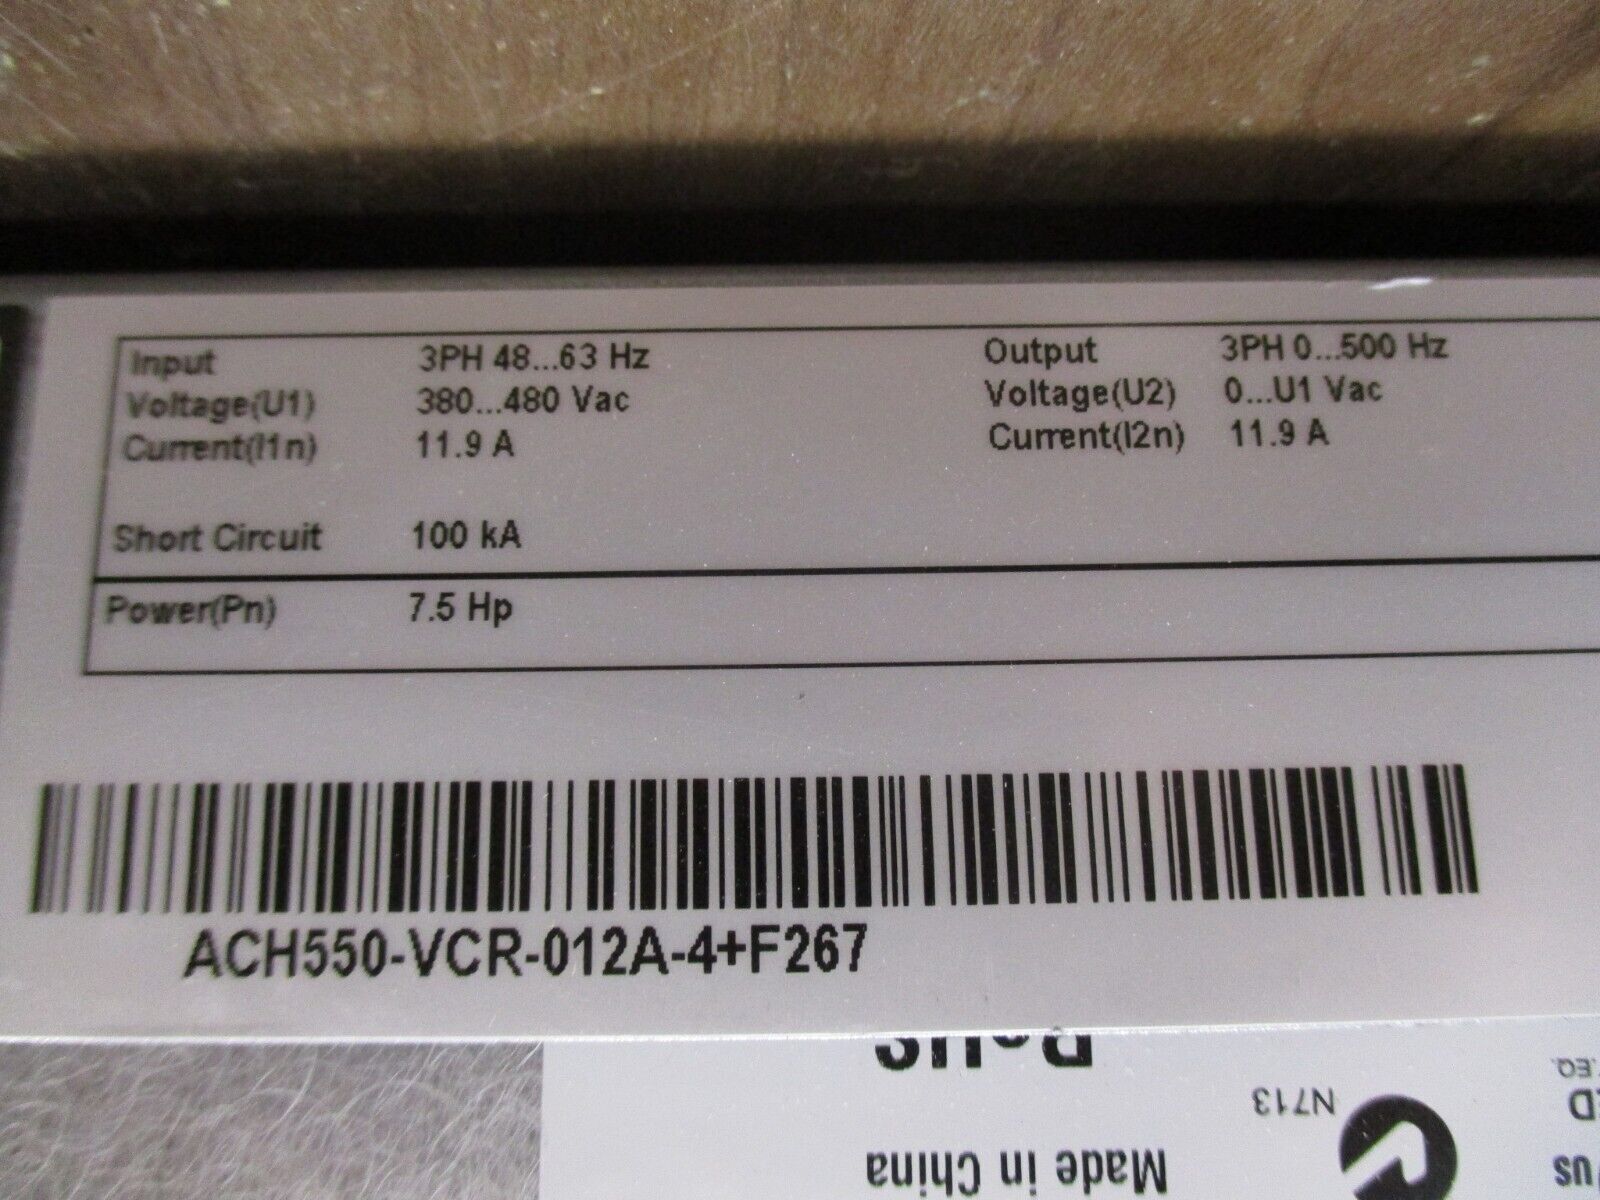 Input 3PH 48...63 Hz Output 3PH 0...500 Hz
Voltage(U1) 380...480 Vac Voltage(U2) 0...U1 Vac
Current(I1n) 11.9 A Current(I2n) 11.9 A
Short Circuit 100 kA
Power(Pn) 7.5 Hp
ACH550-VCR-012A-4+F267
N713
Made in China
US